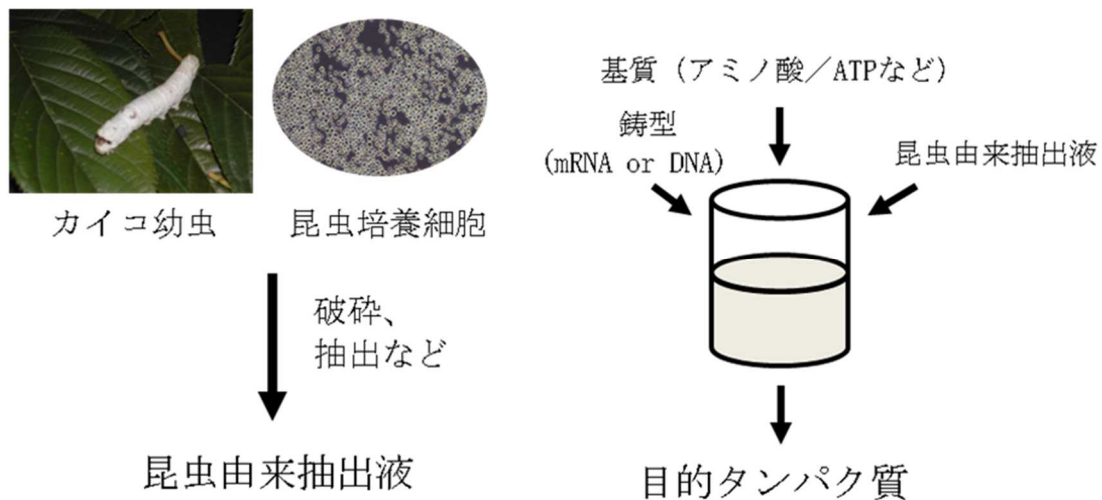 カイコ幼虫
昆虫培養細胞
破砕、
抽出など
昆虫由来抽出液
基質（アミノ酸／ATPなど）
鋳型
(mRNA or DNA)
昆虫由来抽出液
目的タンパク質